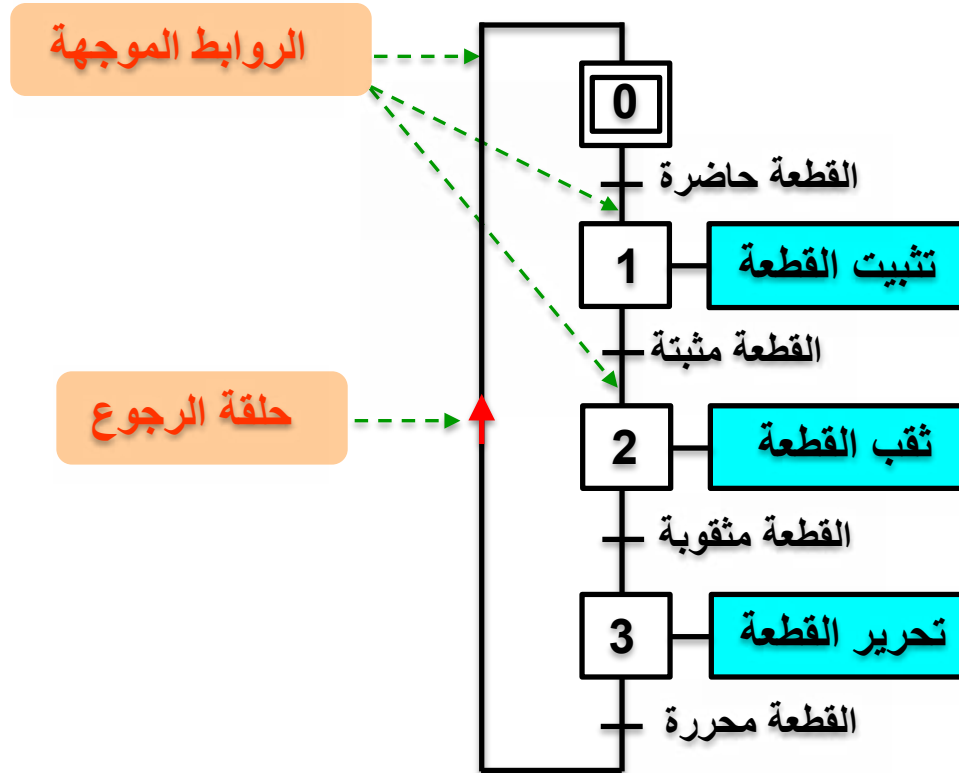 الروابط الموجهة
0
القطعة حاضرة
1
تثبيت القطعة
القطعة مثبتة
حلقة الرجوع
2
ثقب القطعة
القطعة مثقوبة
3
تحرير القطعة
القطعة محررة